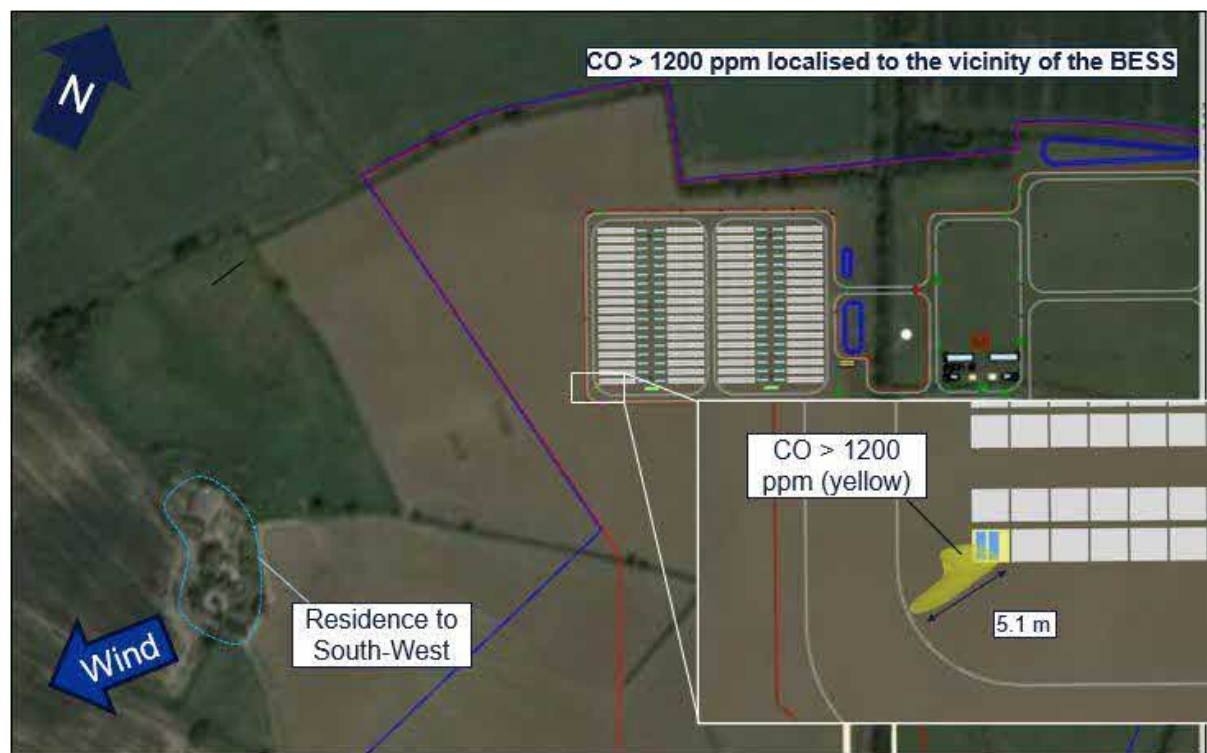 N
CO > 1200 ppm localised to the vicinity of the BESS
CO > 1200
ppm (yellow)
5.1 m
Residence to
South-West
Wind